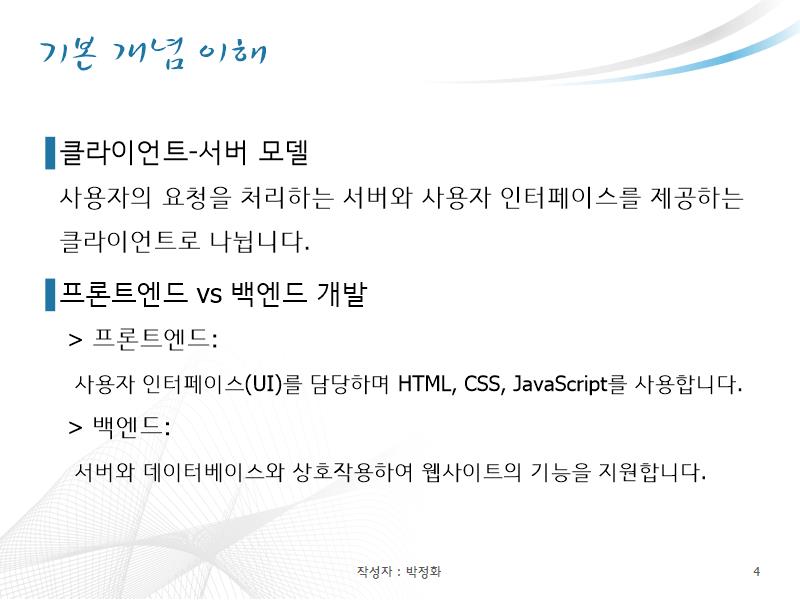 기본 개념 이해
클라이언트-서버 모델
사용자의 요청을 처리하는 서버와 사용자 인터페이스를 제공하는
클라이언트로 나뉩니다.
프론트엔드 vs 백엔드 개발
> 프론트엔드:
사용자 인터페이스(UI)를 담당하며 HTML, CSS, JavaScript를 사용합니다.
> 백엔드:
서버와 데이터베이스와 상호작용하여 웹사이트의 기능을 지원합니다.
작성자 : 박정화
4